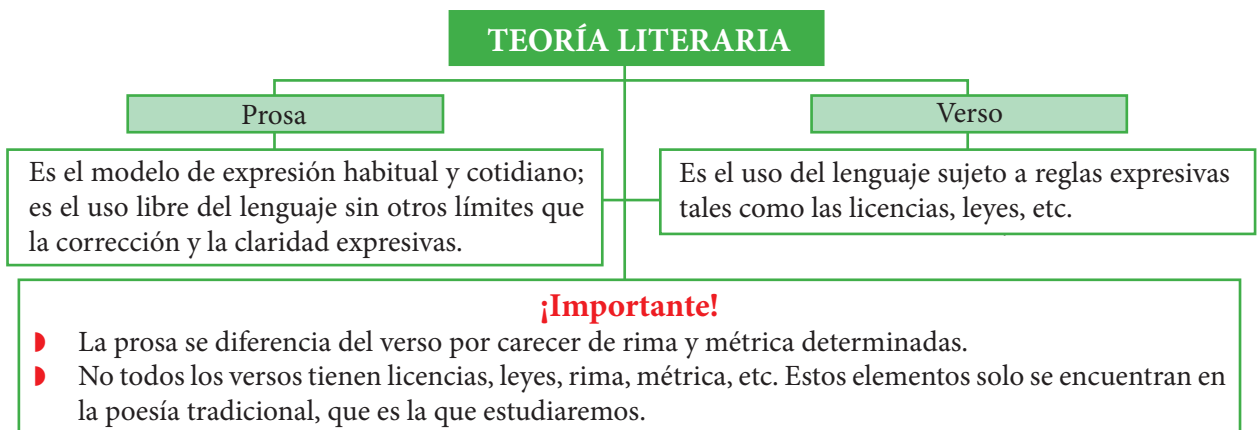 TEORÍA LITERARIA
Prosa
Es el modelo de expresión habitual y cotidiano;
es el uso libre del lenguaje sin otros límites que
la corrección y la claridad expresivas.
Verso
Es el uso del lenguaje sujeto a reglas expresivas
tales como las licencias, leyes, etc.
¡Importante!
La prosa se diferencia del verso por carecer de rima y métrica determinadas.
No todos los versos tienen licencias, leyes, rima, métrica, etc. Estos elementos solo se encuentran en
la poesía tradicional, que es la que estudiaremos.